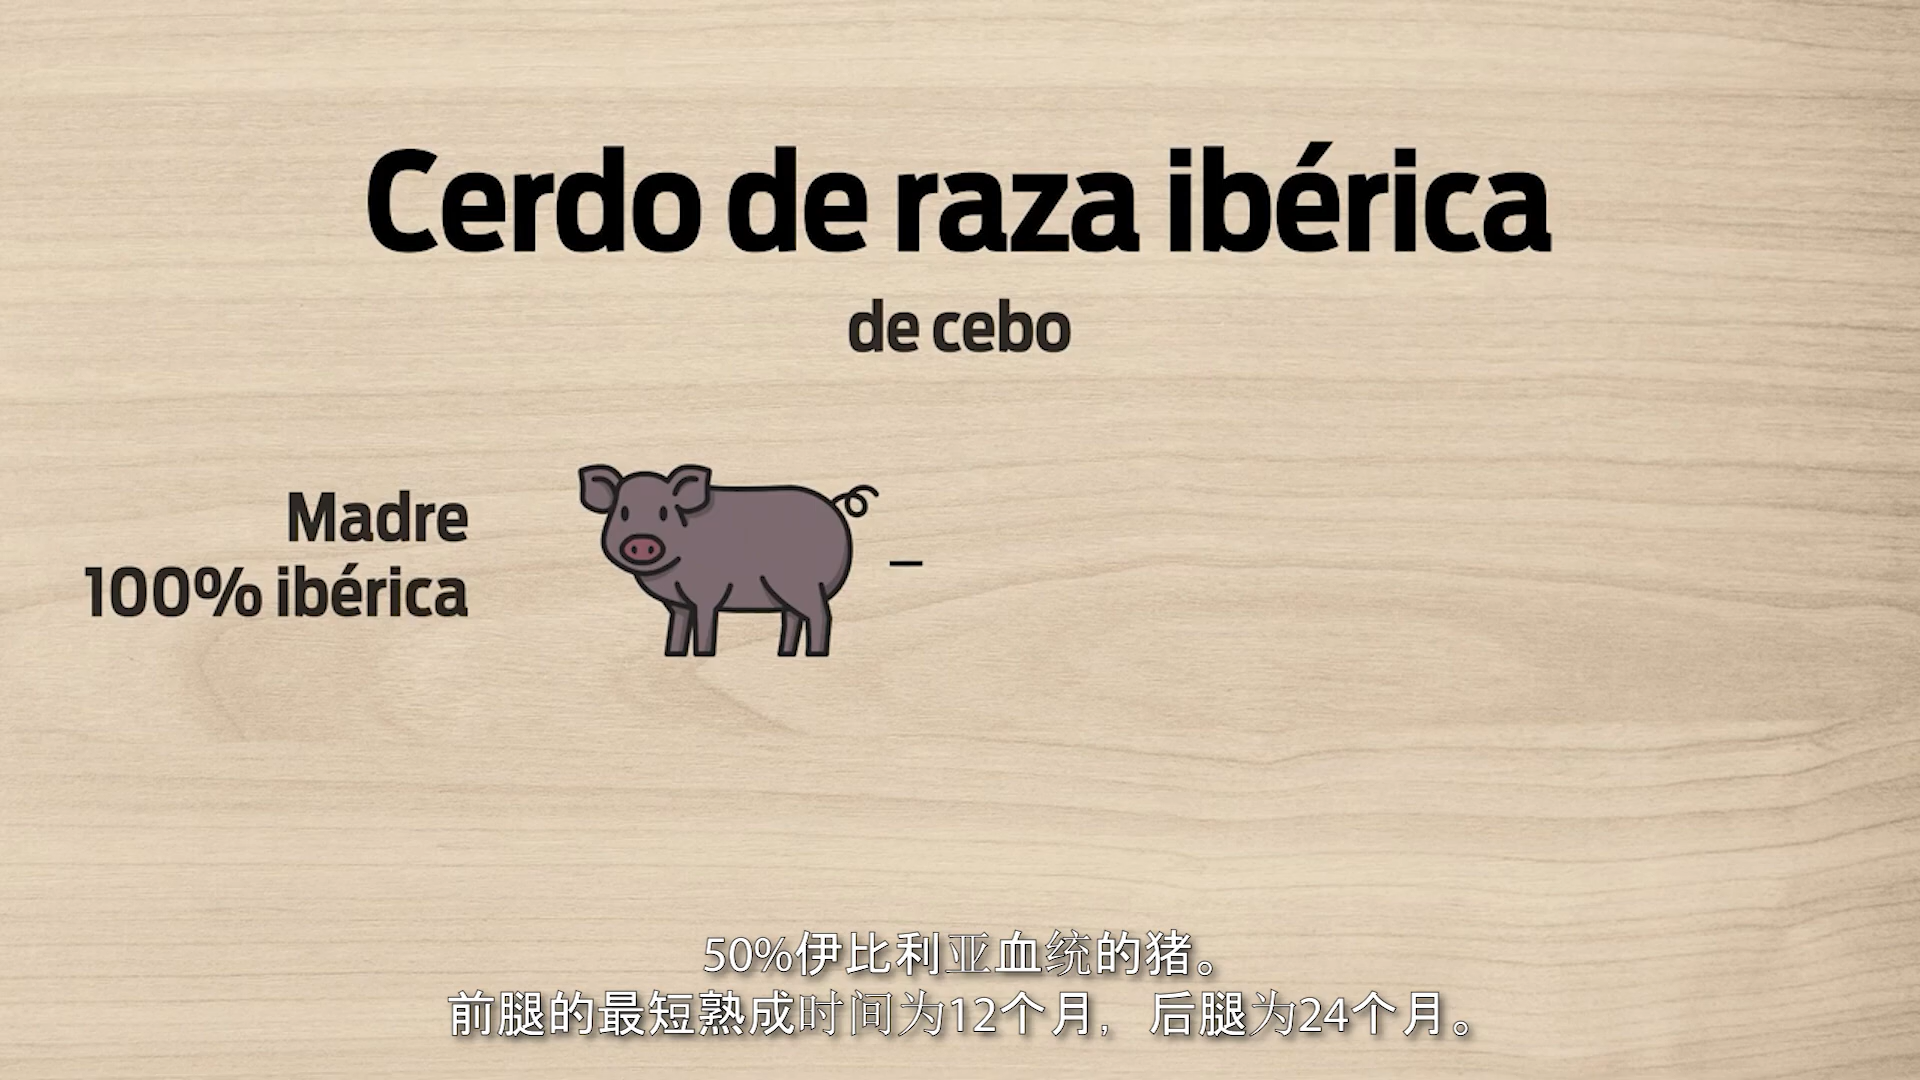 Cerdo de raza ibérica
de cebo
Madre
100% ibérica
50%伊比利亚血统的猪。
前腿的最短熟成时间为12个月，后腿为24个月。